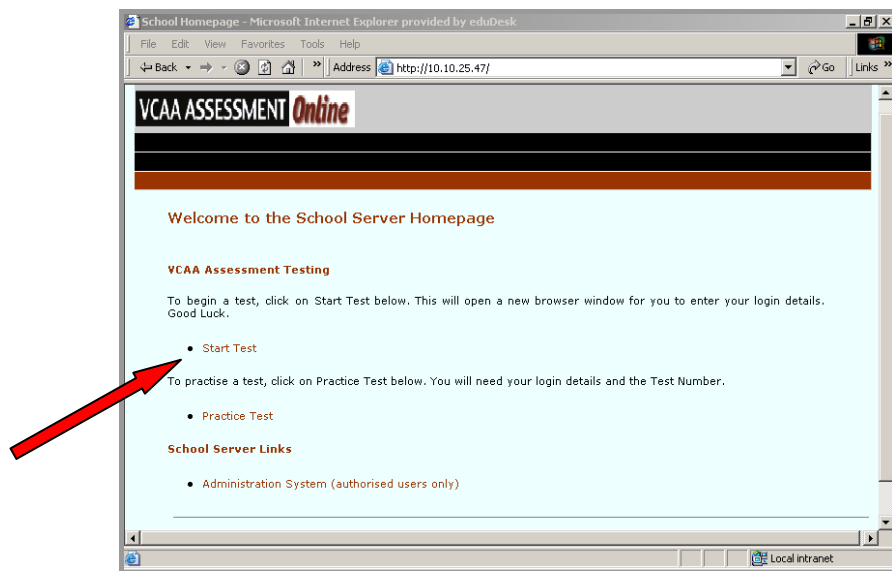 School Homepage - Microsoft Internet Explorer provided by eduDesk
File Edit View Favorites Tools Help
Back » Address http://10.10.25.47/ Go Links »
VCAA ASSESSMENT Online
Welcome to the School Server Homepage
VCAA Assessment Testing
To begin a test, click on Start Test below. This will open a new browser window for you to enter your login details.
Good Luck.
• Start Test
To practise a test, click on Practice Test below. You will need your login details and the Test Number.
• Practice Test
School Server Links
• Administration System (authorised users only)
Local intranet